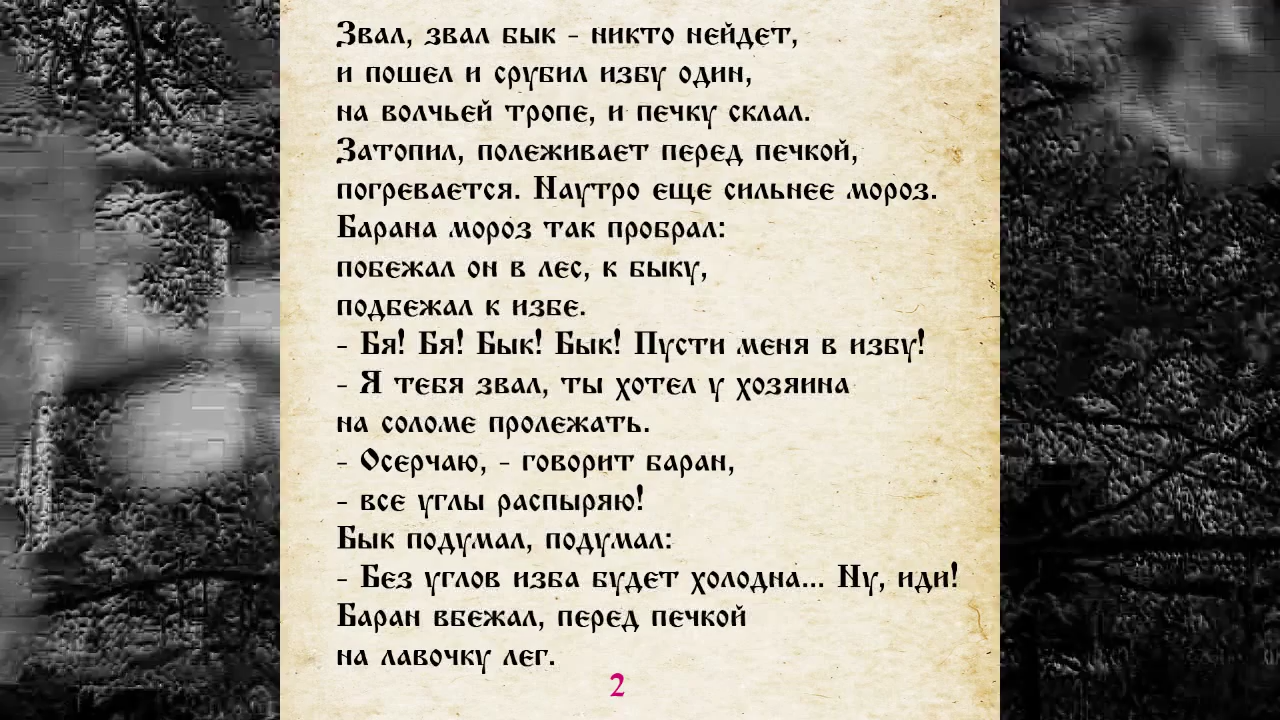 Звал, звал бык - никто нейдет,
и пошел и срубил избу один,
на волчьей тропе, и печку склал.
Затопил, полеживает перед печкой,
погревается. Наутро еще сильнее мороз.
Барана мороз так пробрал:
побежал он в лес, к быку,
подбежал к избе.
- Бя! Бя! Бык! Бык! Пусти меня в избу!
- Я тебя звал, ты хотел у хозяина
на соломе пролежать.
- Осерчаю, - говорит баран,
- все углы распыряю!
Бык подумал, подумал:
- Без углов изба будет холодна... Ну, иди!
Баран вбежал, перед печкой
на лавочку лег.
2